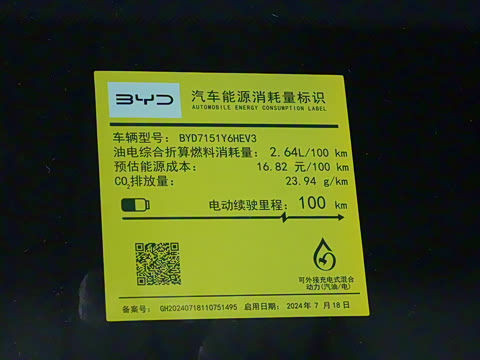 BYD
汽车能源消耗量标识
AUTOMOBILE ENERGY CONSUMPTION LABEL
车辆型号： BYD7151Y6HEV3
油电综合折算燃料消耗量： 2.64L/100 km
预估能源成本： 16.82 元/100 km
CO2排放量： 23.94 g/km
电动续驶里程： 100 km
可外接充电式混合
动力(汽油/电)
备案号： GH20240718110751495 启用日期： 2024年 7 月 18 日